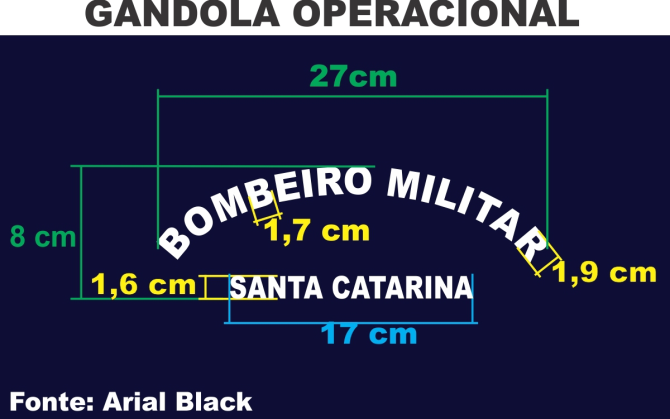 GANDOLA OPERACIONAL
27cm
BOMBEIRO MILITAR
8 cm
1,7 cm
1,9 cm
1,6 cm
SANTA CATARINA
17 cm
Fonte: Arial Black